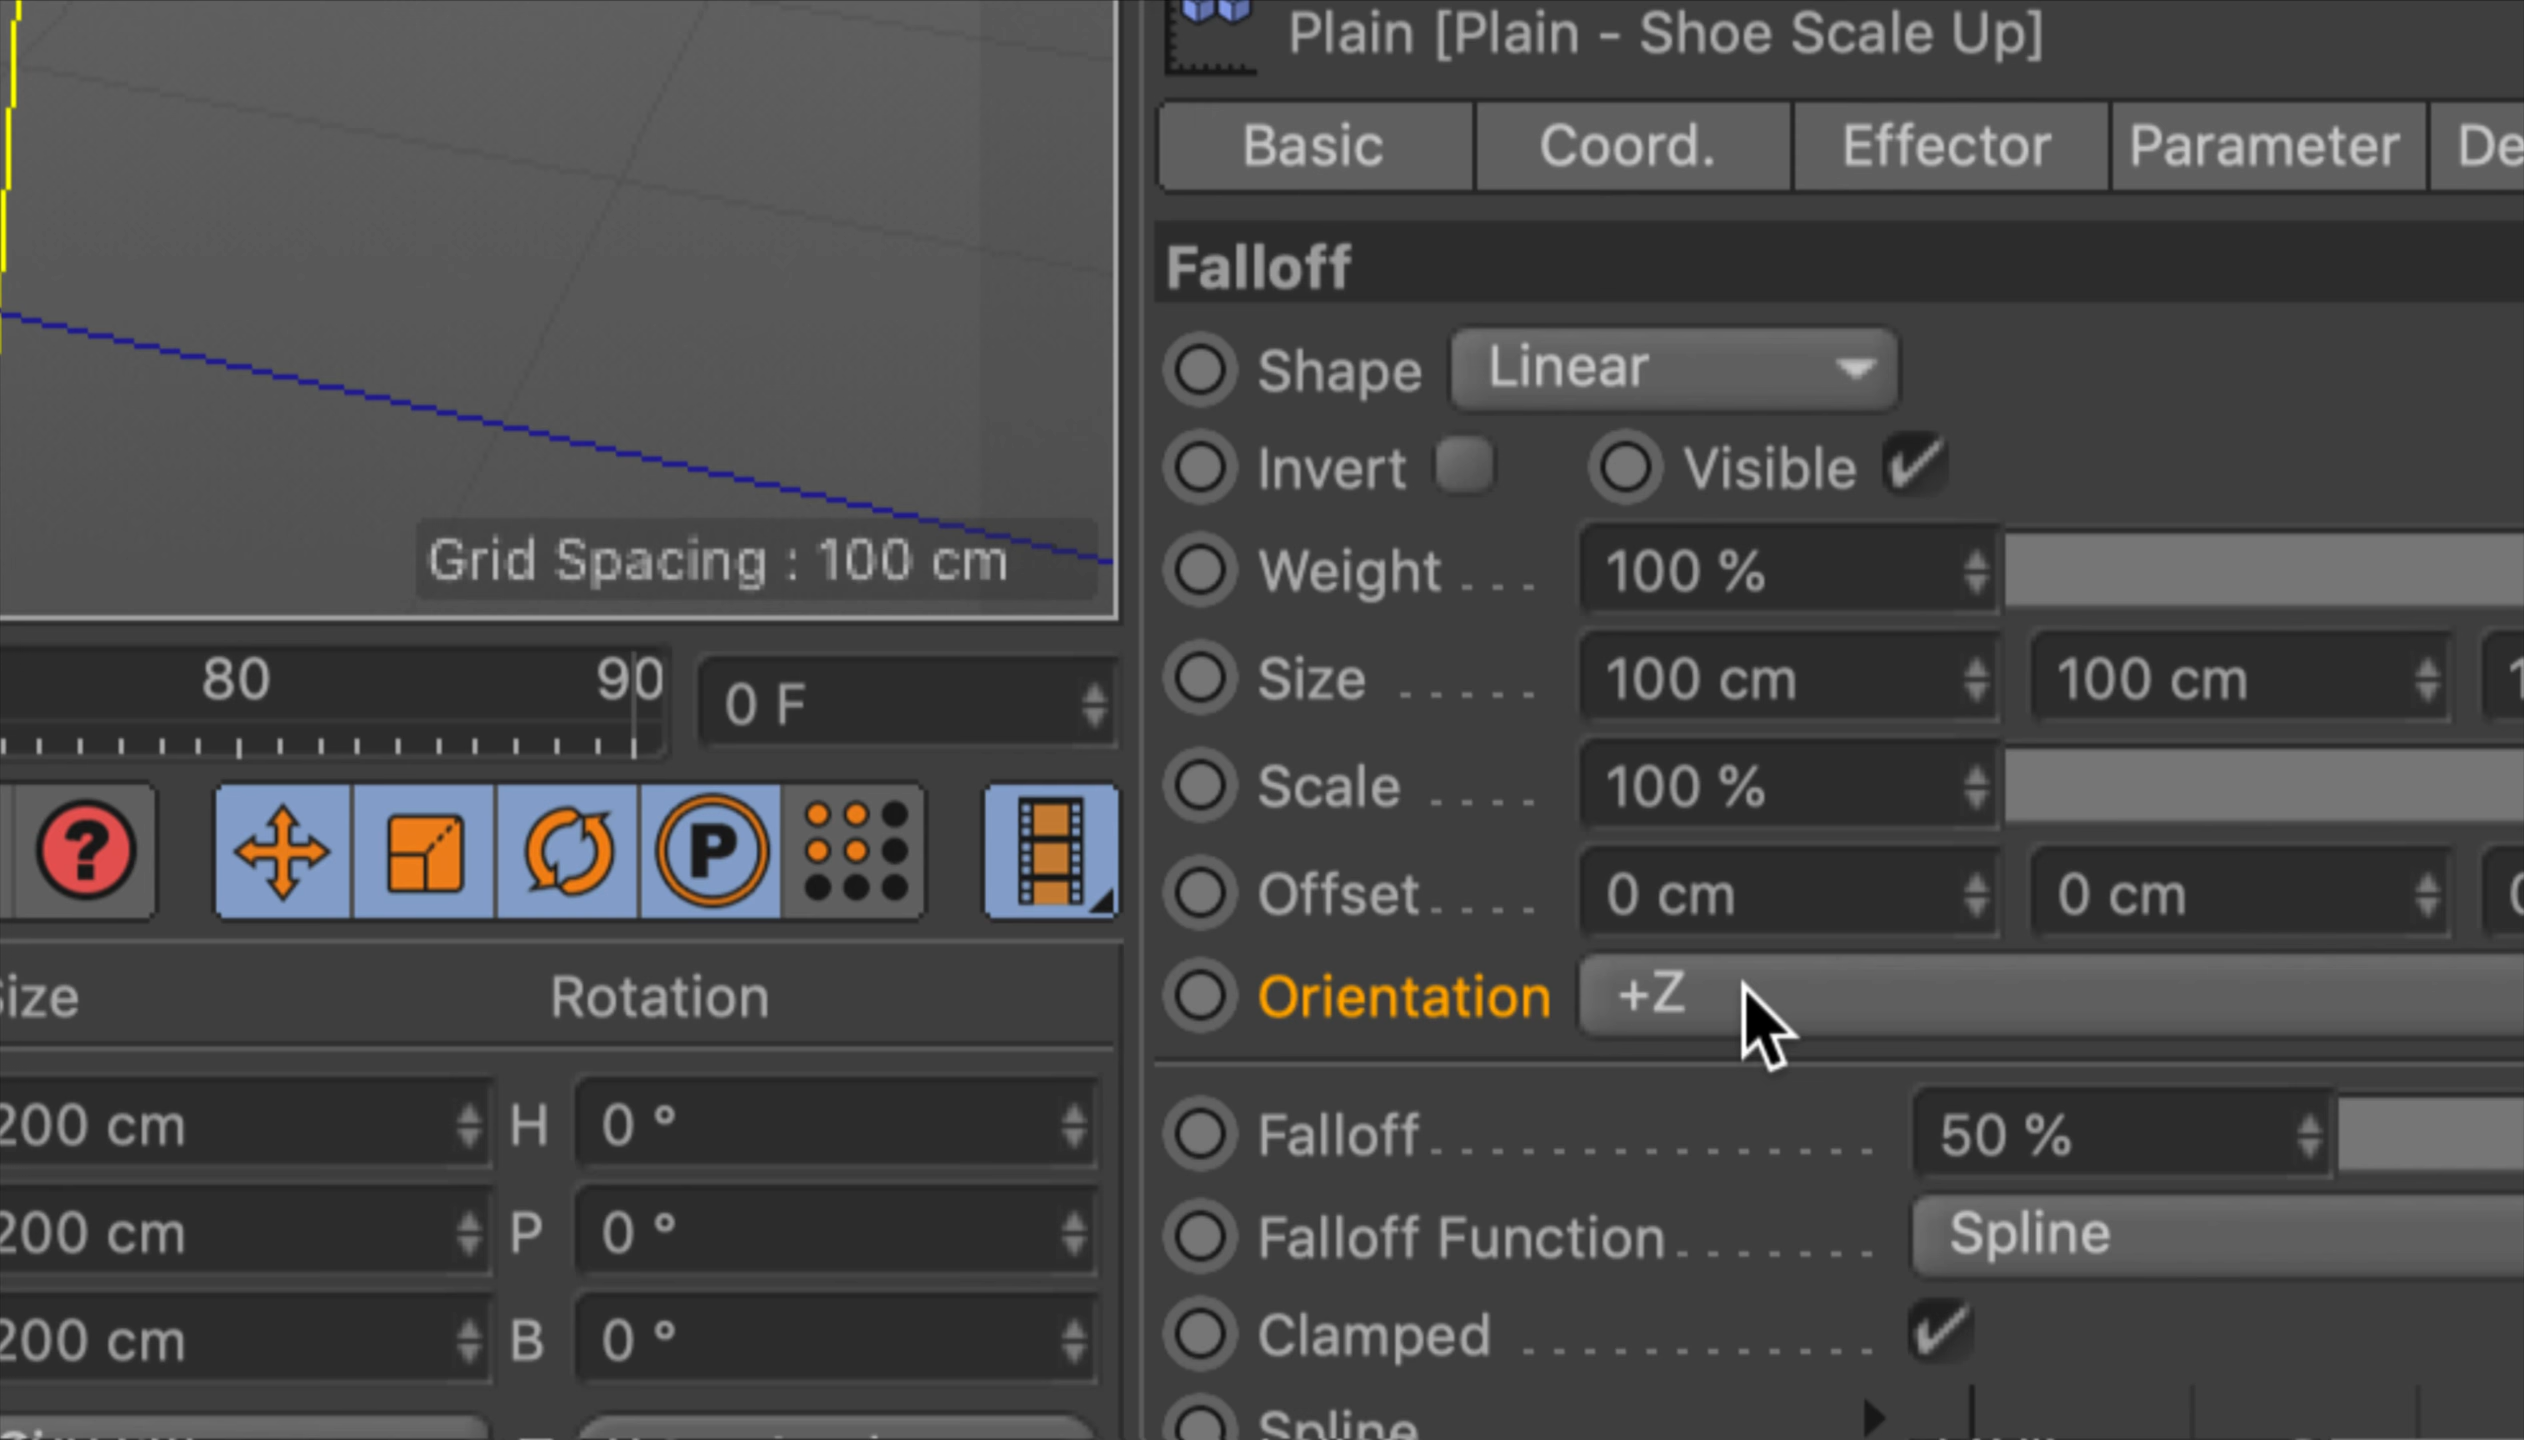 Plain [Plain - Shoe Scale Up]
Basic
Coord.
Effector
Parameter
Falloff
Shape Linear
Invert
Visible
Grid Spacing : 100 cm
Weight 100 %
Size 100 cm 100 cm
80 90 0 F
Scale 100 %
P
Offset 0 cm 0 cm
Orientation +Z
Rotation
200 cm H 0 °
Falloff 50 %
200 cm P 0 °
Falloff Function Spline
200 cm B 0 °
Clamped
Spline